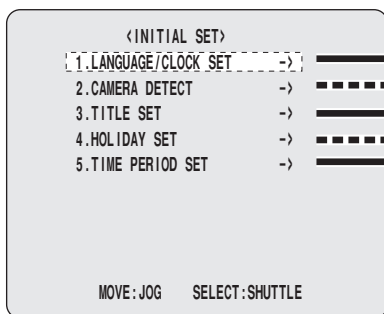 <INITIAL SET>
1.LANGUAGE/CLOCK SET ->
2.CAMERA DETECT ->
3.TITLE SET ->
4.HOLIDAY SET ->
5.TIME PERIOD SET ->
MOVE:JOG SELECT:SHUTTLE